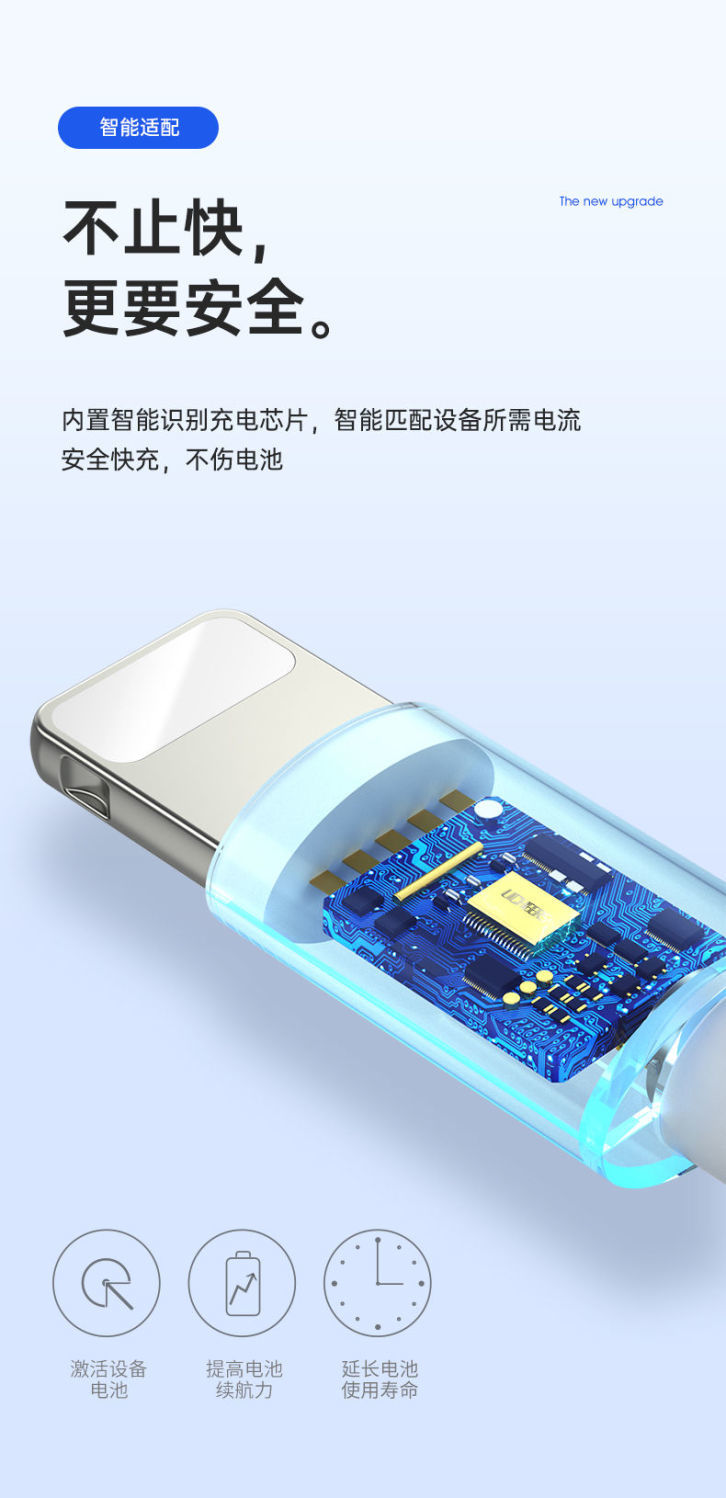 智能适配
The new upgrade
不止快，
更要安全。
内置智能识别充电芯片，智能匹配设备所需电流
安全快充，不伤电池
激活设备
电池
提高电池
续航力
延长电池
使用寿命